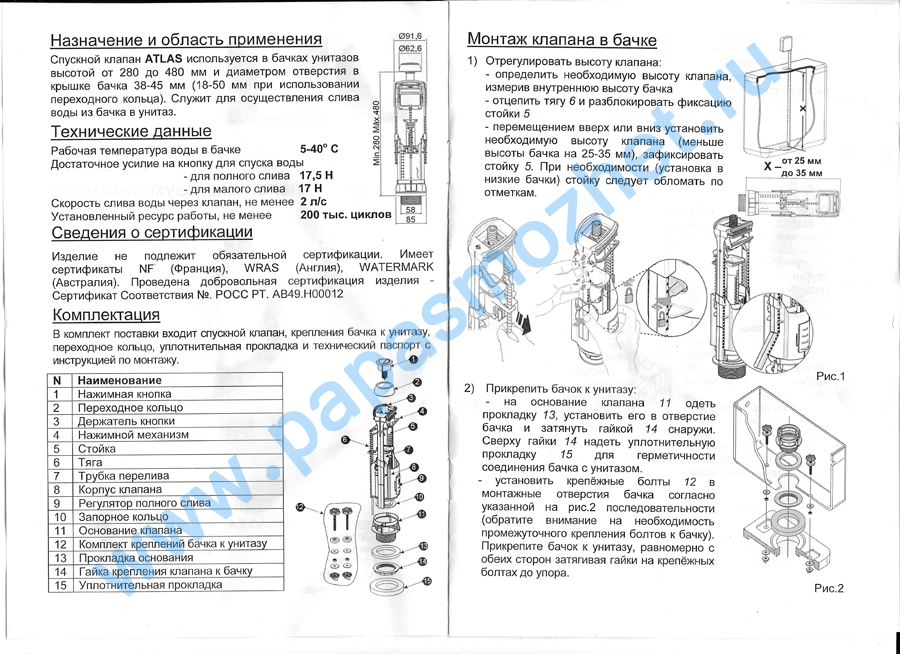 Назначение и область применения
Спускной клапан ATLAS используется в бачках унитазов
высотой от 280 до 480 мм и диаметром отверстия в
крышке бачка 38-45 мм (18-50 мм при использовании
переходного кольца). Служит для осуществления слива
воды из бачка в унитаз.
Технические данные
Рабочая температура воды в бачке 5-40° С
Достаточное усилие на кнопку для спуска воды
- для полного слива 17,5 Н
- для малого слива 17 Н
Скорость слива воды через клапан, не менее 2 л/с
Установленный ресурс работы, не менее 200 тыс. циклов
Ø91,6
Ø62,6
Min.280 Max.480
58
85
Сведения о сертификации
Изделие не подлежит обязательной сертификации. Имеет
сертификаты NF (Франция), WRAS (Англия), WATERMARK
(Австралия). Проведена добровольная сертификация изделия -
Сертификат Соответствия №. РОСС РТ. АВ49.Н00012
Комплектация
В комплект поставки входит спускной клапан, крепления бачка к унитазу,
переходное кольцо, уплотнительная прокладка и технический паспорт с
инструкцией по монтажу.
N Наименование
1 Нажимная кнопка
2 Переходное кольцо
3 Держатель кнопки
4 Нажимной механизм
5 Стойка
6 Тяга
7 Трубка перелива
8 Корпус клапана
9 Регулятор полного слива
10 Запорное кольцо
11 Основание клапана
12 Комплект креплений бачка к унитазу
13 Прокладка основания
14 Гайка крепления клапана к бачку
15 Уплотнительная прокладка
1
2
3
4
5
6
7
8
9
10
11
12
13
14
15
Монтаж клапана в бачке
1) Отрегулировать высоту клапана:
- определить необходимую высоту клапана,
измерив внутреннюю высоту бачка
- отцепить тягу 6 и разблокировать фиксацию
стойки 5
- перемещением вверх или вниз установить
необходимую высоту клапана (меньше
высоты бачка на 25-35 мм), зафиксировать
стойку 5. При необходимости (установка в
низкие бачки) стойку следует обломать по
отметкам.
X
X – от 25 мм
до 35 мм
Рис.1
2) Прикрепить бачок к унитазу:
- на основание клапана 11 одеть
прокладку 13, установить его в отверстие
бачка и затянуть гайкой 14 снаружи.
Сверху гайки 14 надеть уплотнительную
прокладку 15 для герметичности
соединения бачка с унитазом.
- установить крепёжные болты 12 в
монтажные отверстия бачка согласно
указанной на рис.2 последовательности
(обратите внимание на необходимость
промежуточного крепления болтов к бачку).
Прикрепите бачок к унитазу, равномерно с
обеих сторон затягивая гайки на крепёжных
болтах до упора.
Рис.2
www.papasmozhet.ru